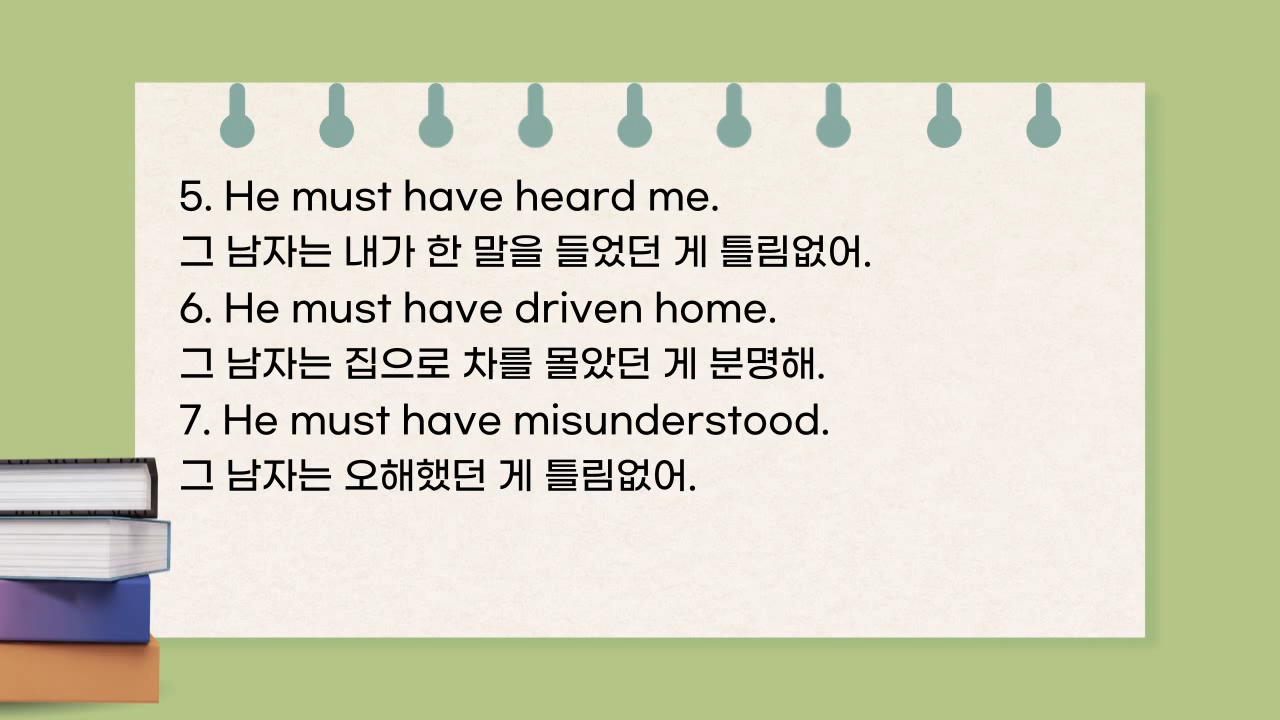 5. He must have heard me.
그 남자는 내가 한 말을 들었던 게 틀림없어.
6. He must have driven home.
그 남자는 집으로 차를 몰았던 게 분명해.
7. He must have misunderstood.
그 남자는 오해했던 게 틀림없어.